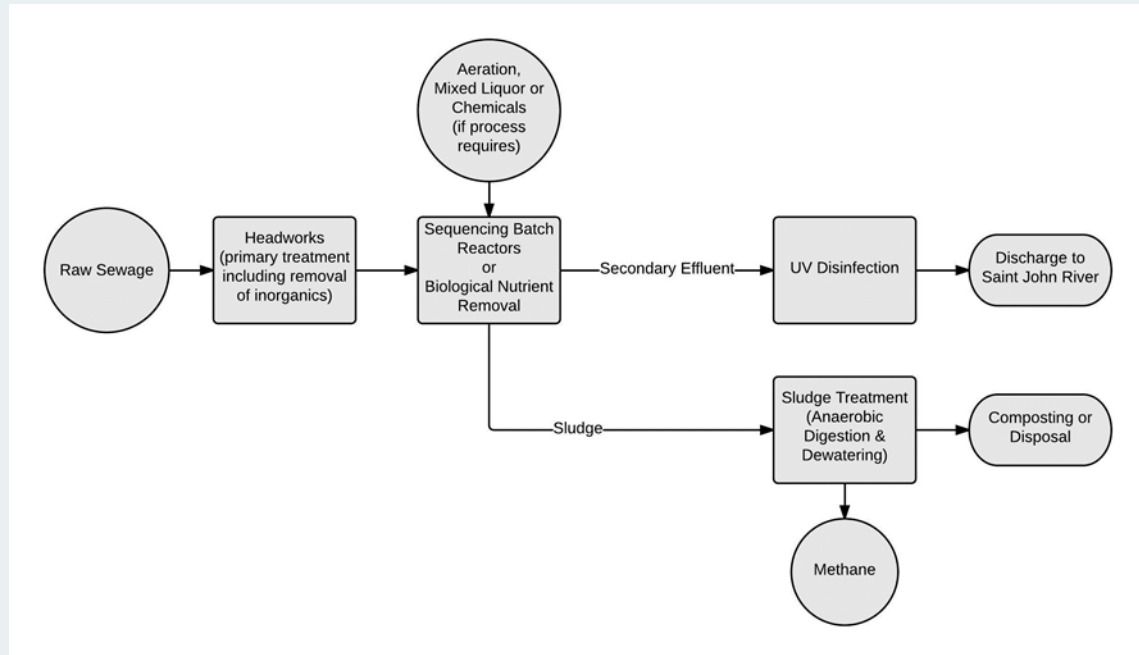 Aeration,
Mixed Liquor or
Chemicals
(if process
requires)
Raw Sewage
Headworks
(primary treatment
including removal
of inorganics)
Sequencing Batch
Reactors
or
Biological Nutrient
Removal
Secondary Effluent
UV Disinfection
Discharge to
Saint John River
Sludge
Sludge Treatment
(Anaerobic
Digestion &
Dewatering)
Composting or
Disposal
Methane